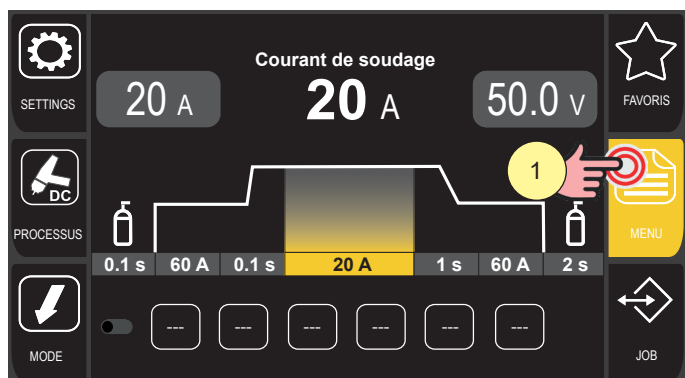 Courant de soudage
20 A
20 A
50.0 V
SETTINGS
FAVORIS
DC
PROCESSUS
1
MENU
0.1 s 60 A 0.1 s 20 A 1 s 60 A 2 s
--- --- --- --- --- ---
MODE
JOB